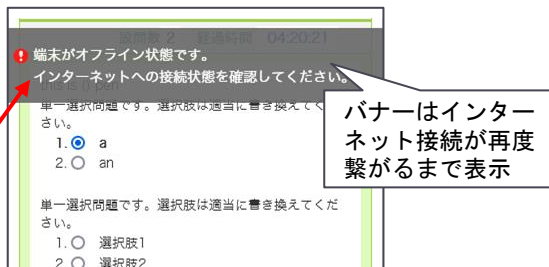 設問数 2 経過時間 04:20:21
端末がオフライン状態です。
インターネットへの接続状態を確認してください。
this is () pen
単一選択問題です。選択肢は適当に書き換えてく
さい。
1. a
2. an
単一選択問題です。選択肢は適当に書き換えてくだ
さい。
1. 選択肢1
2. 選択肢2
バナーはインター
ネット接続が再度
繋がるまで表示